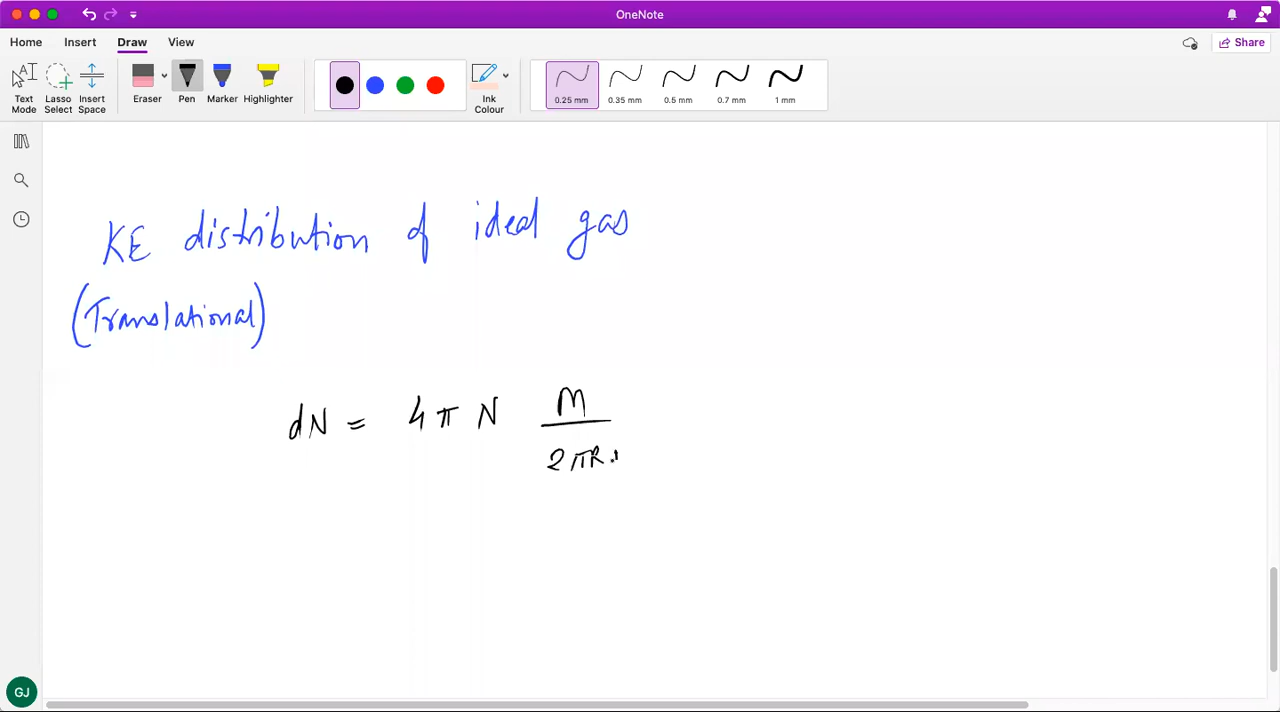 OneNote
Home Insert Draw View
Share
Text Mode
Lasso Select
Insert Space
Eraser
Pen
Marker
Highlighter
Ink Colour
0.25 mm 0.35 mm 0.5 mm 0.7 mm 1 mm
KE distribution of ideal gas
(Translational)
dN = 4π N M
2πR
GJ